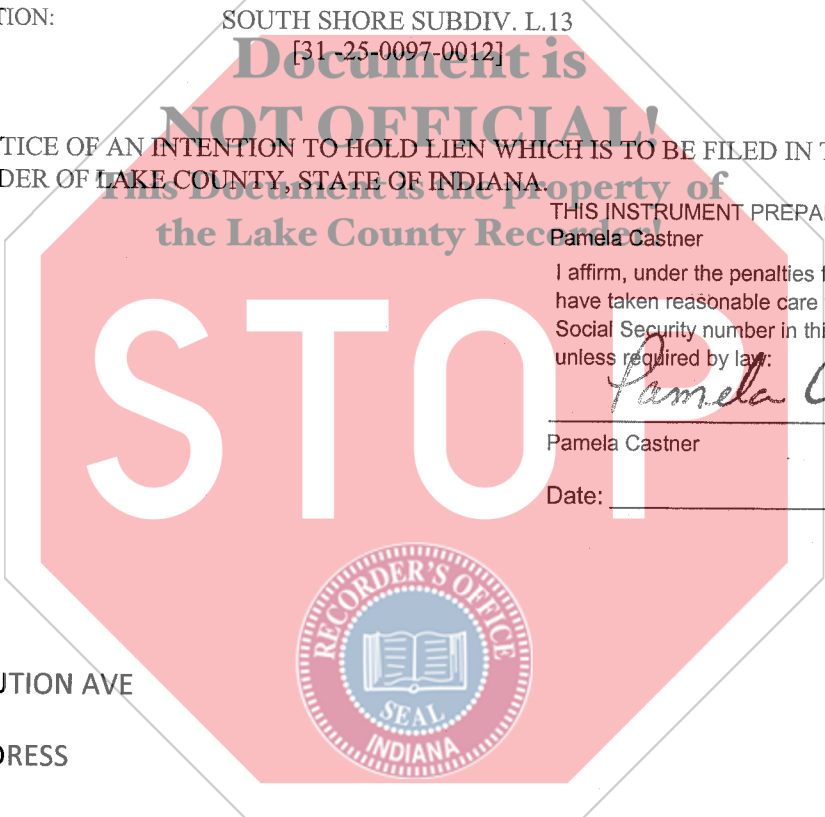 TION: SOUTH SHORE SUBDIV. L.13
[31 -25-0097-0012]
Document is
NOT OFFICIAL!
TICE OF AN INTENTION TO HOLD LIEN WHICH IS TO BE FILED IN T
DER OF LAKE COUNTY, STATE OF INDIANA.
This Document is the property of
the Lake County Recorder!
THIS INSTRUMENT PREPA
Pamela Castner
I affirm, under the penalties f
have taken reasonable care
Social Security number in thi
unless required by law:
Pamela C
Pamela Castner
Date:
STOP
RECORDER'S OFFICE
SEAL
INDIANA
UTION AVE
DRESS